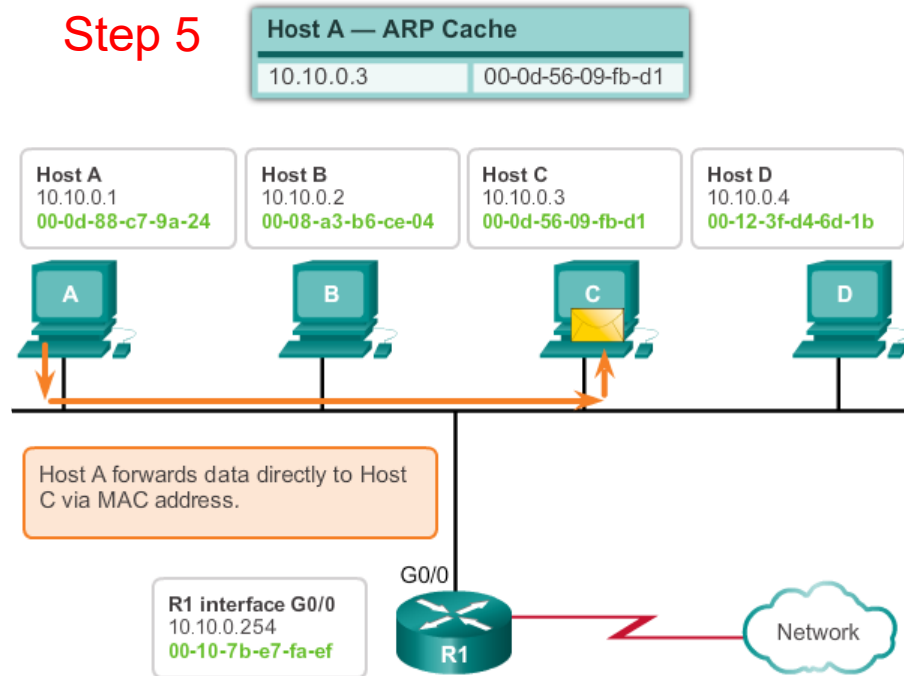 Step 5
Host A — ARP Cache
10.10.0.3 00-0d-56-09-fb-d1
Host A
10.10.0.1
00-0d-88-c7-9a-24
Host B
10.10.0.2
00-08-a3-b6-ce-04
Host C
10.10.0.3
00-0d-56-09-fb-d1
Host D
10.10.0.4
00-12-3f-d4-6d-1b
A
B
C
D
Host A forwards data directly to Host
C via MAC address.
G0/0
R1 interface G0/0
10.10.0.254
00-10-7b-e7-fa-ef
R1
Network